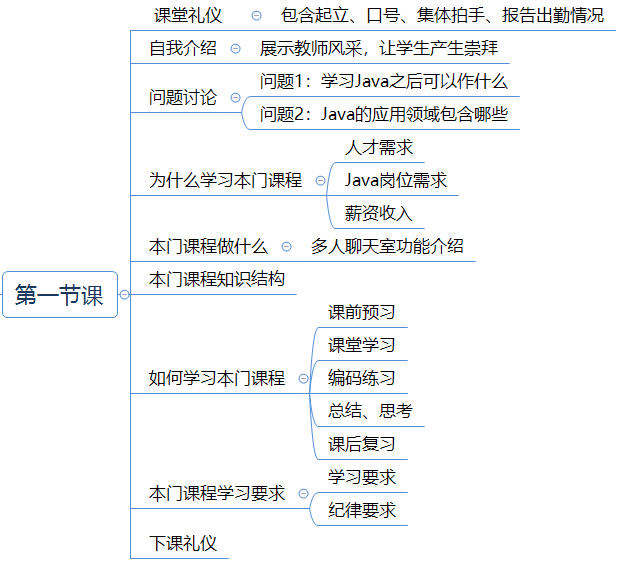 课堂礼仪
包含起立、口号、集体拍手、报告出勤情况
自我介绍
展示教师风采，让学生产生崇拜
问题讨论
问题1：学习Java之后可以作什么
问题2：Java的应用领域包含哪些
为什么学习本门课程
人才需求
Java岗位需求
薪资收入
本门课程做什么
多人聊天室功能介绍
本门课程知识结构
第一节课
如何学习本门课程
课前预习
课堂学习
编码练习
总结、思考
课后复习
本门课程学习要求
学习要求
纪律要求
下课礼仪